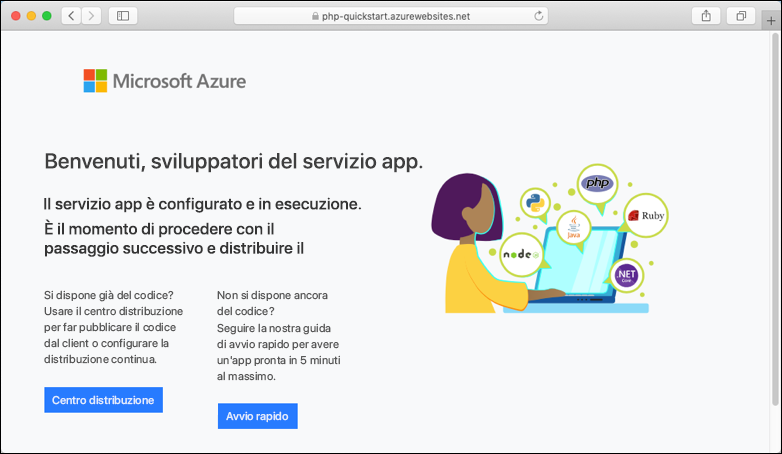 php-quickstart.azurewebsites.net
Microsoft Azure
Benvenuti, sviluppatori del servizio app.
Il servizio app è configurato e in esecuzione.
È il momento di procedere con il
passaggio successivo e distribuire il
Si dispone già del codice?
Usare il centro distribuzione
per far pubblicare il codice
dal client o configurare la
distribuzione continua.
Centro distribuzione
Non si dispone ancora
del codice?
Seguire la nostra guida
di avvio rapido per avere
un'app pronta in 5 minuti
al massimo.
Avvio rapido
php
Ruby
Java
node
.NET
Core